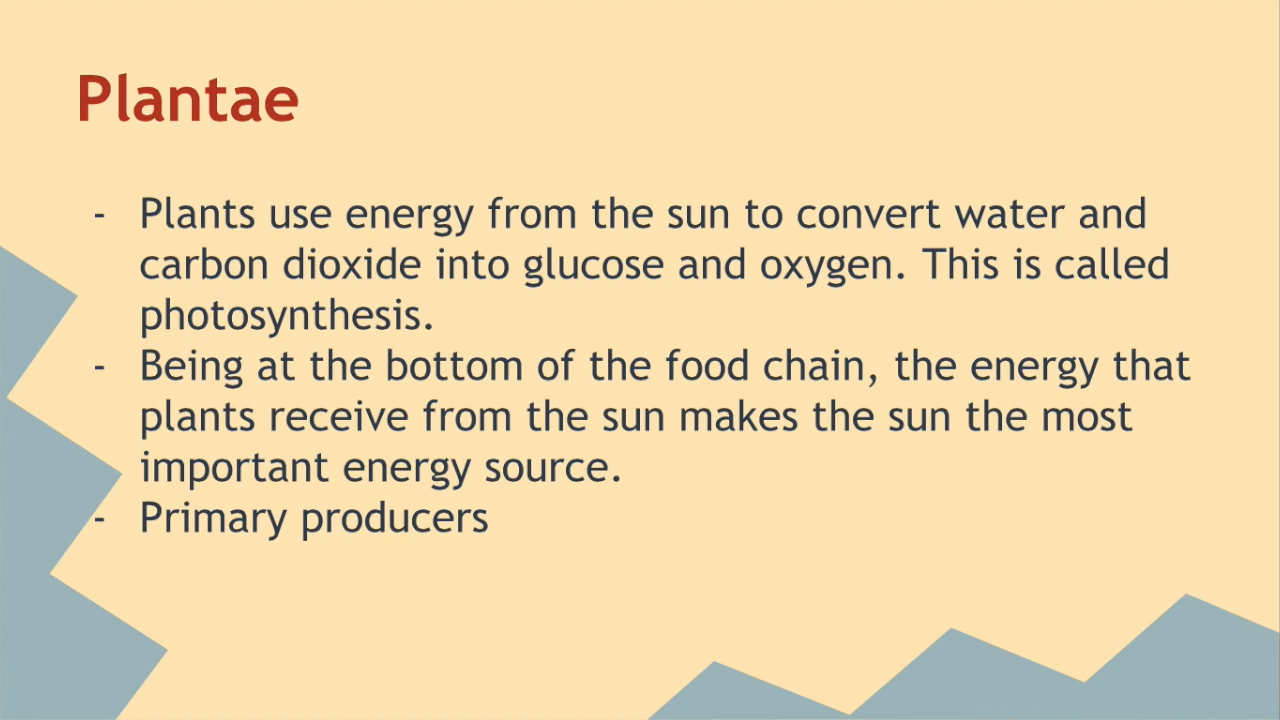 Plantae
- Plants use energy from the sun to convert water and
carbon dioxide into glucose and oxygen. This is called
photosynthesis.
- Being at the bottom of the food chain, the energy that
plants receive from the sun makes the sun the most
important energy source.
- Primary producers